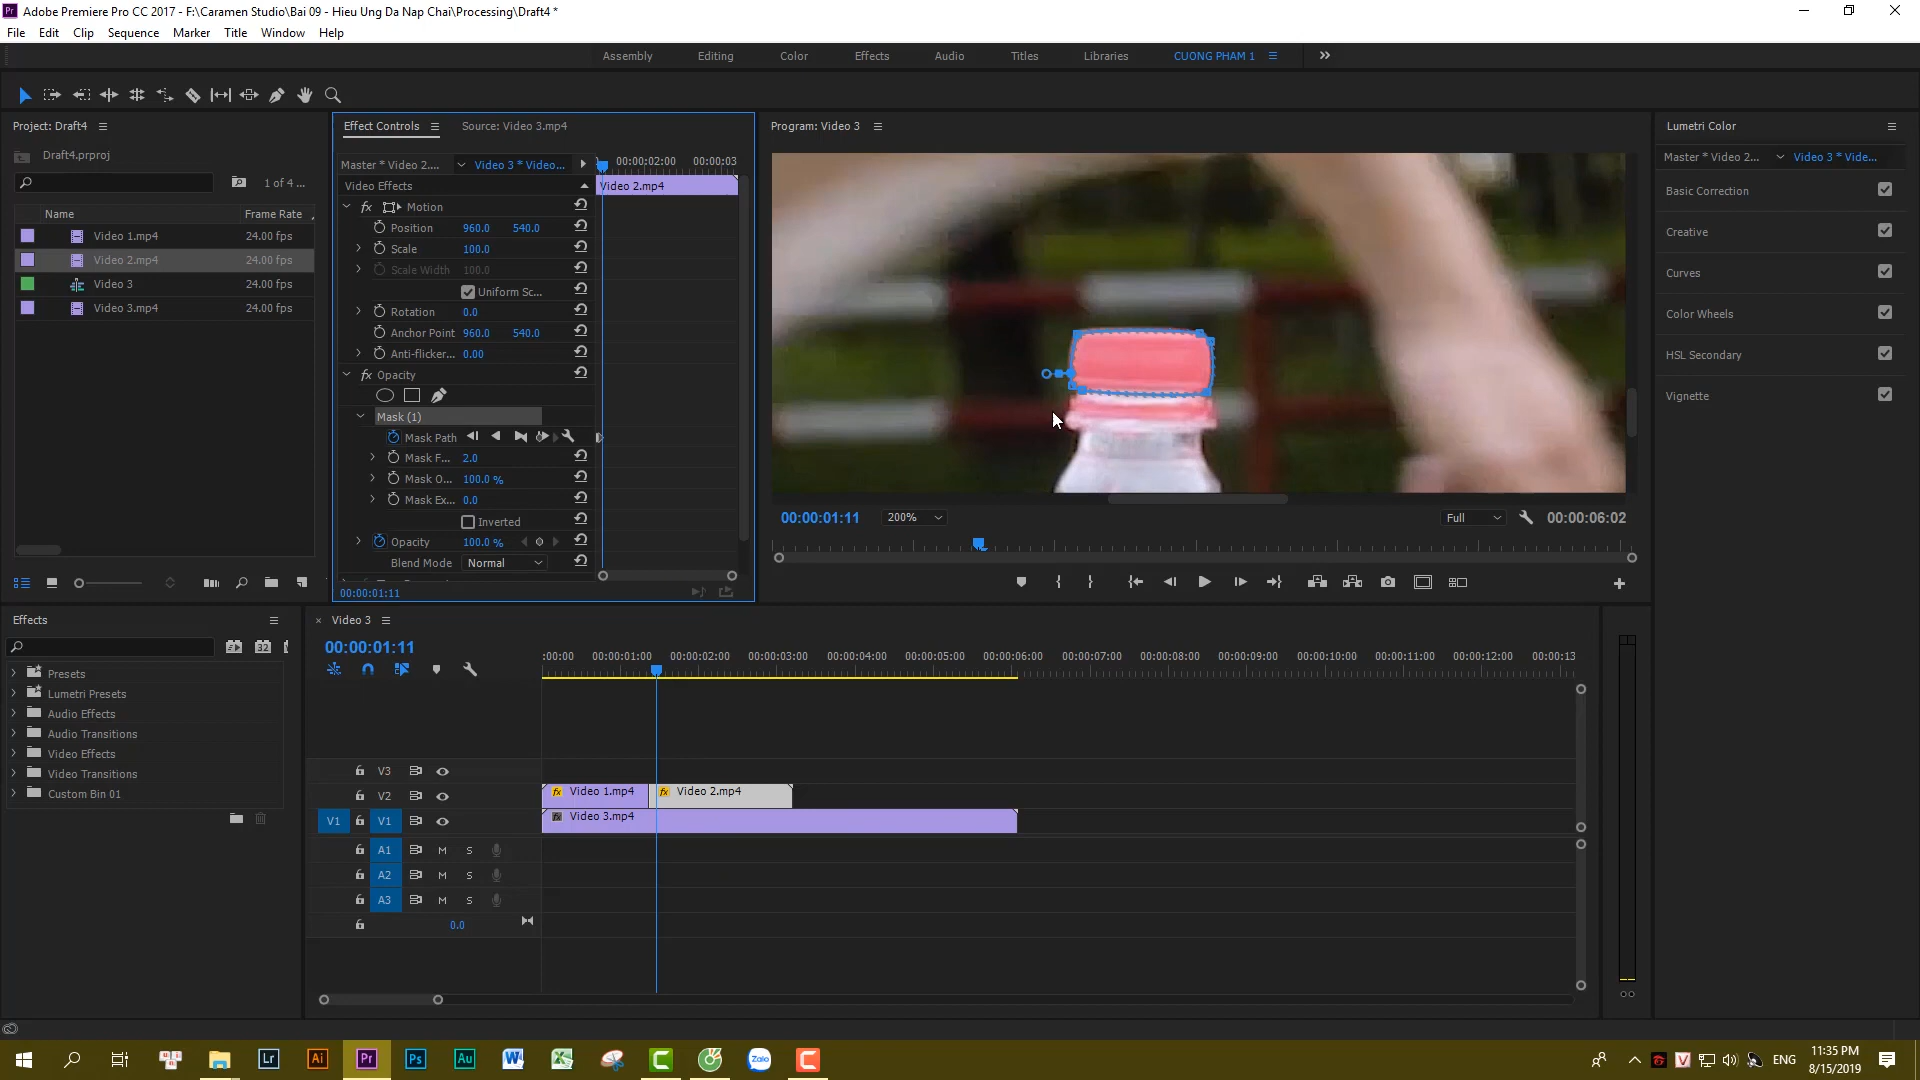 Adobe Premiere Pro CC 2017 - F:\Caramen Studio\Bai 09 - Hieu Ung Da Nap Chai\Processing\Draft4 *
File Edit Clip Sequence Marker Title Window Help
Assembly Editing Color Effects Audio Titles Libraries CUONG PHAM 1
Project: Draft4
Draft4.prproj
1 of 4 ...
Name Frame Rate
Video 1.mp4 24.00 fps
Video 2.mp4 24.00 fps
Video 3 24.00 fps
Video 3.mp4 24.00 fps
Effect Controls Source: Video 3.mp4
Master * Video 2.... Video 3 * Video... 00:00:02:00 00:00:03
Video Effects Video 2.mp4
fx Motion
Position 960.0 540.0
Scale 100.0
Scale Width 100.0
Uniform Sc...
Rotation 0.0
Anchor Point 960.0 540.0
Anti-flicker... 0.00
fx Opacity
Mask (1)
Mask Path
Mask F... 2.0
Mask O... 100.0 %
Mask Ex... 0.0
Inverted
Opacity 100.0 %
Blend Mode Normal
00:00:01:11
Program: Video 3
00:00:01:11 200% Full 00:00:06:02
Lumetri Color
Master * Video 2... Video 3 * Vide...
Basic Correction
Creative
Curves
Color Wheels
HSL Secondary
Vignette
Effects
32
Presets
Lumetri Presets
Audio Effects
Audio Transitions
Video Effects
Video Transitions
Custom Bin 01
× Video 3
00:00:01:11
:00:00 00:00:01:00 00:00:02:00 00:00:03:00 00:00:04:00 00:00:05:00 00:00:06:00 00:00:07:00 00:00:08:00 00:00:09:00 00:00:10:00 00:00:11:00 00:00:12:00 00:00:13
V3
V2 fx Video 1.mp4 fx Video 2.mp4
V1 V1 fx Video 3.mp4
A1 M S
A2 M S
A3 M S
0.0
Lr Ai Pr Ps Au Zalo
ENG
11:35 PM
8/15/2019